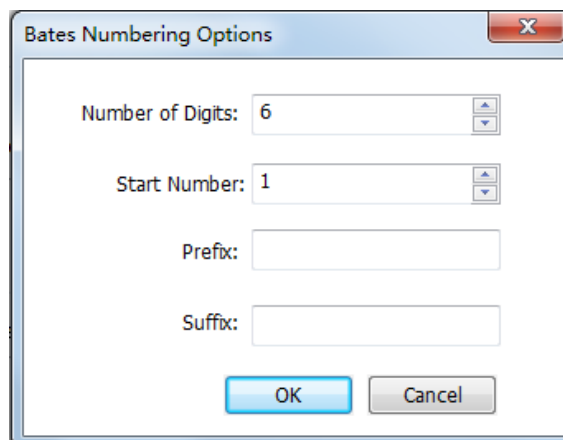 Bates Numbering Options
Number of Digits: 6
Start Number: 1
Prefix:
Suffix:
OK Cancel